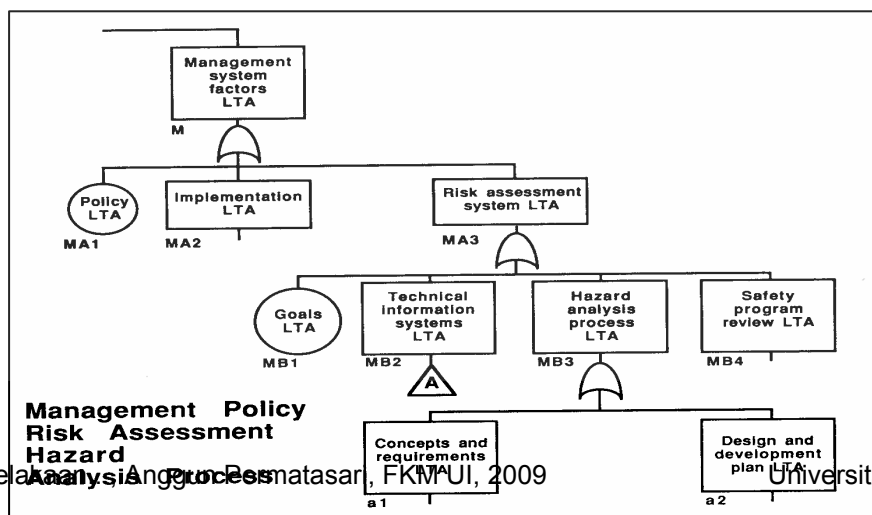 Management
system
factors
LTA
M
Policy
LTA
MA1
Implementation
LTA
MA2
Risk assessment
system LTA
MA3
Goals
LTA
MB1
Technical
information
systems
LTA
MB2
A
Hazard
analysis
process
LTA
MB3
Safety
program
review LTA
MB4
Management Policy
Risk Assessment
Hazard
Analysis Process
Concepts and
requirements
LTA
a1
Design and
development
plan LTA
a2
Anggun Permatasari, FKM UI, 2009